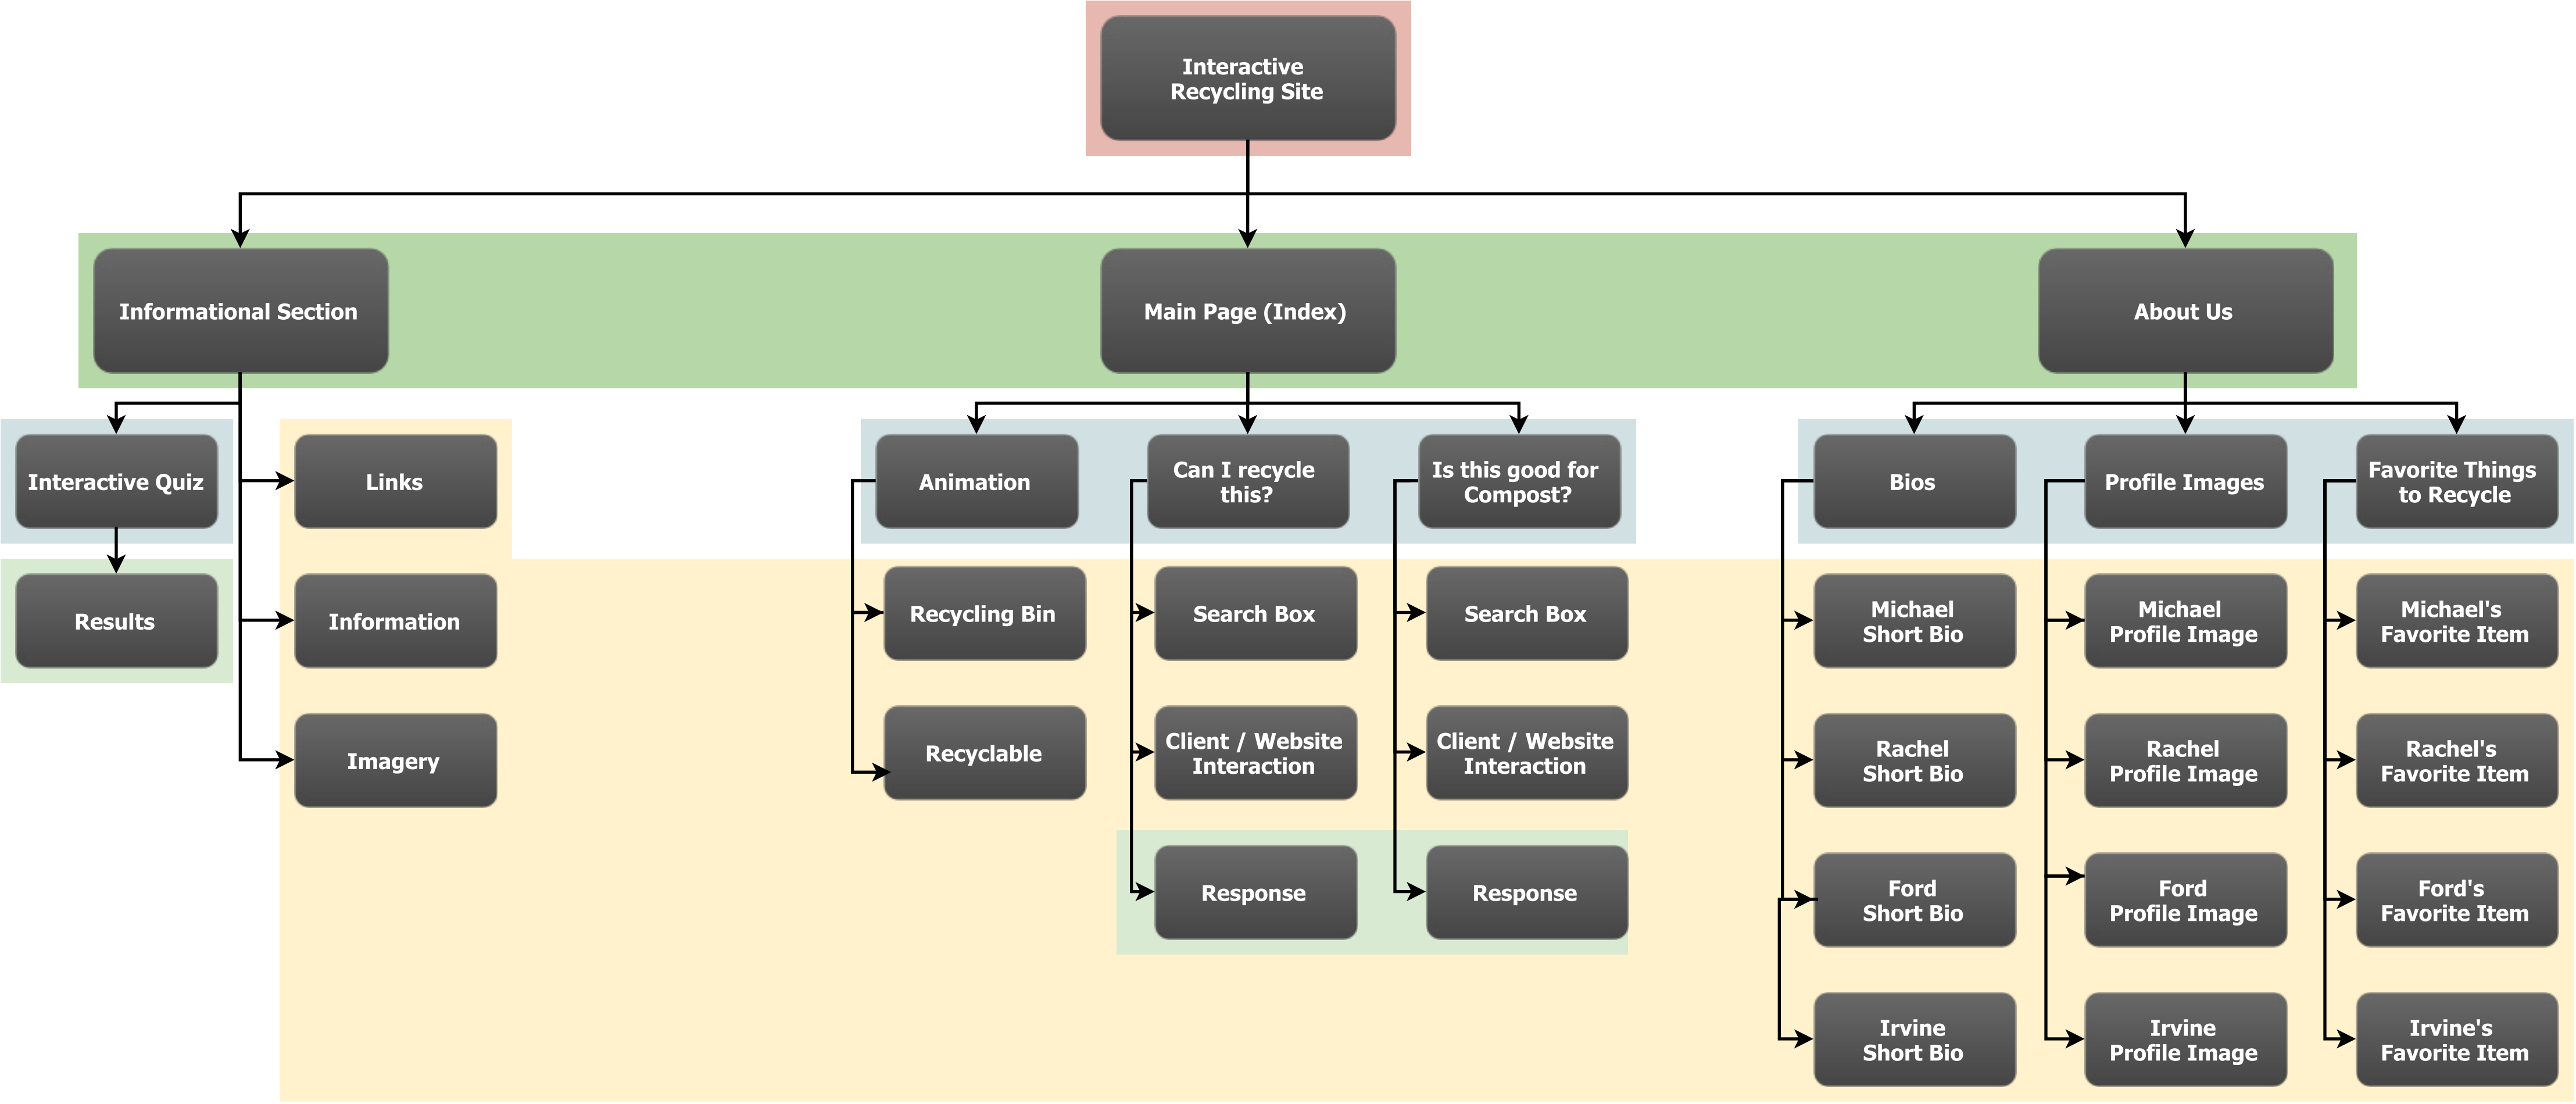 Interactive
Recycling Site
Informational Section
Main Page (Index)
About Us
Interactive Quiz
Links
Animation
Can I recycle
this?
Is this good for
Compost?
Bios
Profile Images
Favorite Things
to Recycle
Results
Information
Recycling Bin
Search Box
Search Box
Michael
Short Bio
Michael
Profile Image
Michael's
Favorite Item
Imagery
Recyclable
Client / Website
Interaction
Client / Website
Interaction
Rachel
Short Bio
Rachel
Profile Image
Rachel's
Favorite Item
Response
Response
Ford
Short Bio
Ford
Profile Image
Ford's
Favorite Item
Irvine
Short Bio
Irvine
Profile Image
Irvine's
Favorite Item